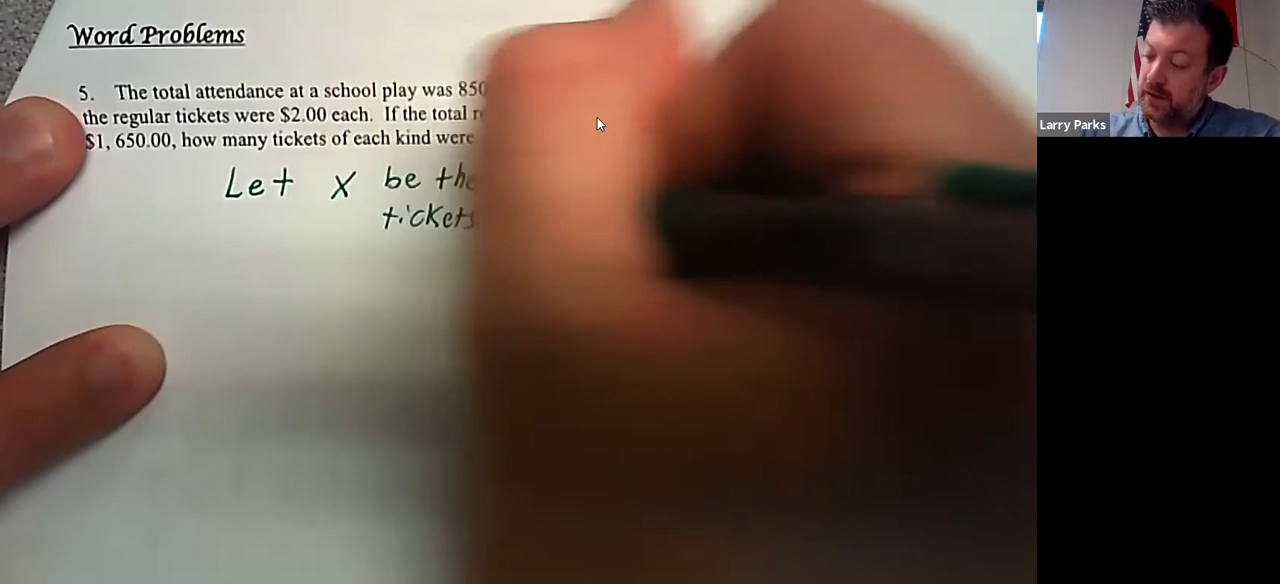 Word Problems
5. The total attendance at a school play was 850
the regular tickets were $2.00 each. If the total
$1, 650.00, how many tickets of each kind were
Let x be the
tickets
Larry Parks